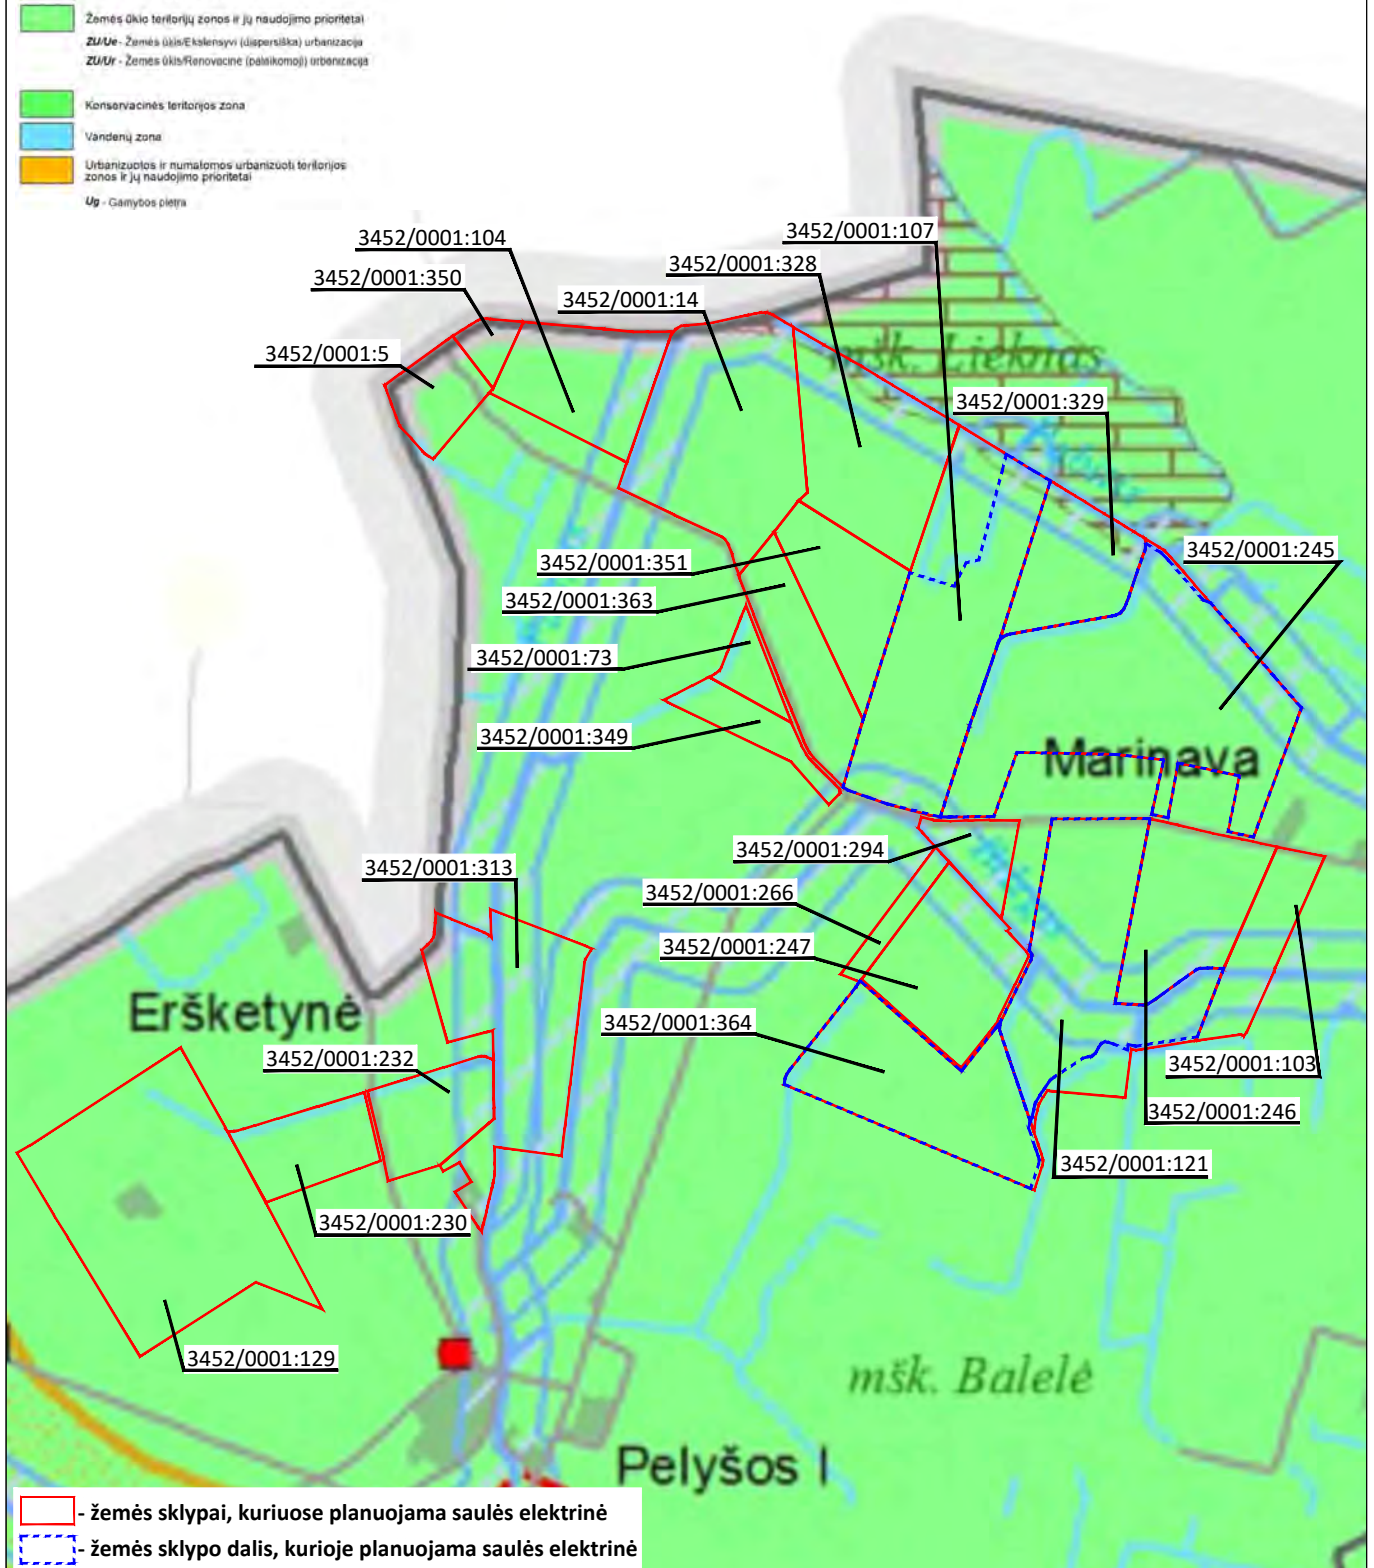 Žemės ūkio teritorijų zonos ir jų naudojimo prioritetai
ŽU/Ue - Žemės ūkis/Ekstensyvi (dispersiška) urbanizacija
ŽU/Ur - Žemės ūkis/Renovacinė (palaikomoji) urbanizacija
Konservacinės teritorijos zona
Vandenų zona
Urbanizuotos ir numatomos urbanizuoti teritorijos
zonos ir jų naudojimo prioritetai
Ug - Gamybos plėtra
3452/0001:107
3452/0001:104
3452/0001:328
3452/0001:350
3452/0001:14
3452/0001:5
mšk. Lieknas
3452/0001:329
3452/0001:245
3452/0001:351
3452/0001:363
3452/0001:73
3452/0001:349
Marinava
3452/0001:294
3452/0001:313
3452/0001:266
3452/0001:247
Eršketynė
3452/0001:364
3452/0001:232
3452/0001:103
3452/0001:246
3452/0001:121
3452/0001:230
3452/0001:129
mšk. Balelė
Pelyšos I
- žemės sklypai, kuriuose planuojama saulės elektrinė
- žemės sklypo dalis, kurioje planuojama saulės elektrinė